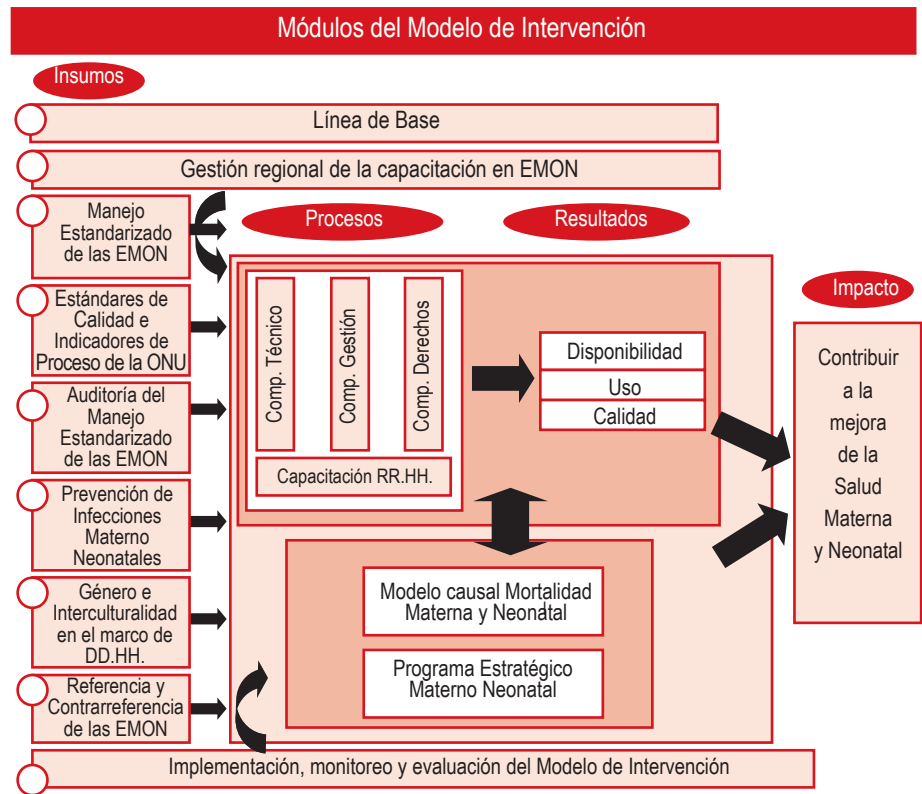 Módulos del Modelo de Intervención
Insumos
Línea de Base
Gestión regional de la capacitación en EMON
Manejo
Estandarizado
de las EMON
Estándares de
Calidad e
Indicadores de
Proceso de la ONU
Auditoría del
Manejo
Estandarizado
de las EMON
Prevención de
Infecciones
Materno
Neonatales
Género e
Interculturalidad
en el marco de
DD.HH.
Referencia y
Contrarreferencia
de las EMON
Procesos
Comp. Técnico
Comp. Gestión
Comp. Derechos
Capacitación RR.HH.
Resultados
Disponibilidad
Uso
Calidad
Modelo causal Mortalidad
Materna y Neonatal
Programa Estratégico
Materno Neonatal
Impacto
Contribuir
a la
mejora
de la
Salud
Materna
y Neonatal
Implementación, monitoreo y evaluación del Modelo de Intervención